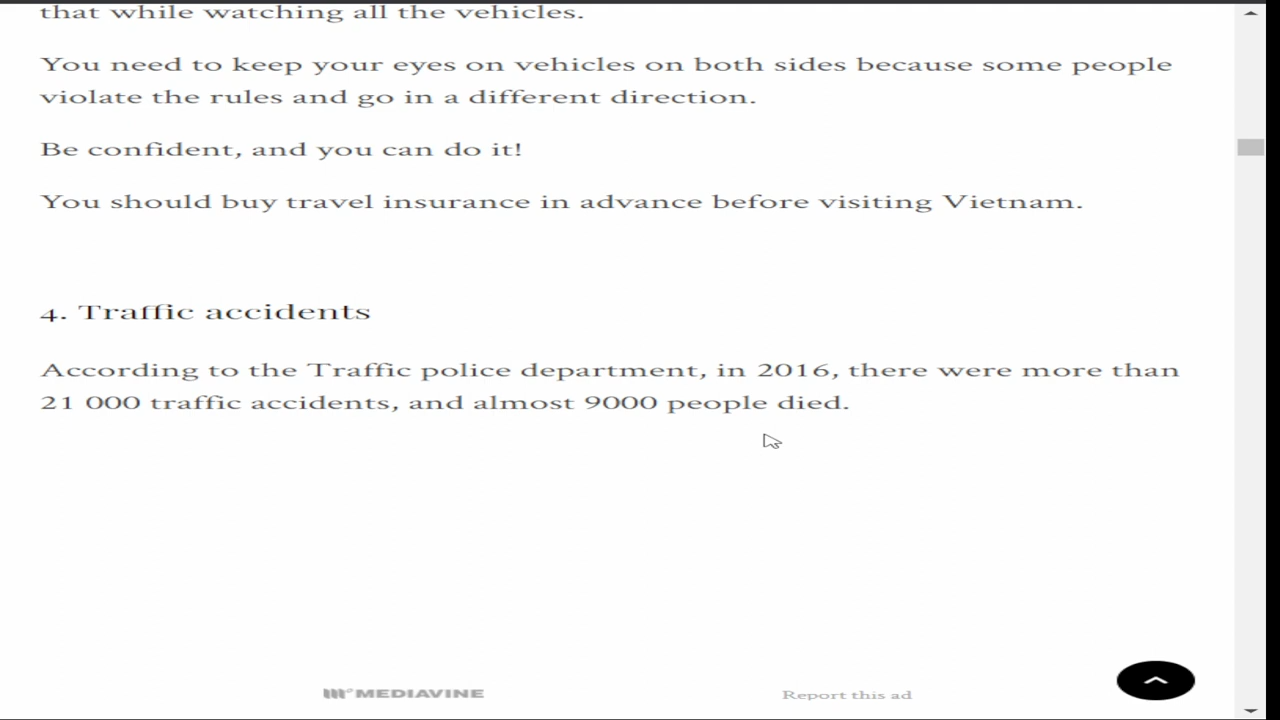 that while watching all the vehicles.
You need to keep your eyes on vehicles on both sides because some people
violate the rules and go in a different direction.
Be confident, and you can do it!
You should buy travel insurance in advance before visiting Vietnam.
4. Traffic accidents
According to the Traffic police department, in 2016, there were more than
21 000 traffic accidents, and almost 9000 people died.
MEDIAVINE
Report this ad